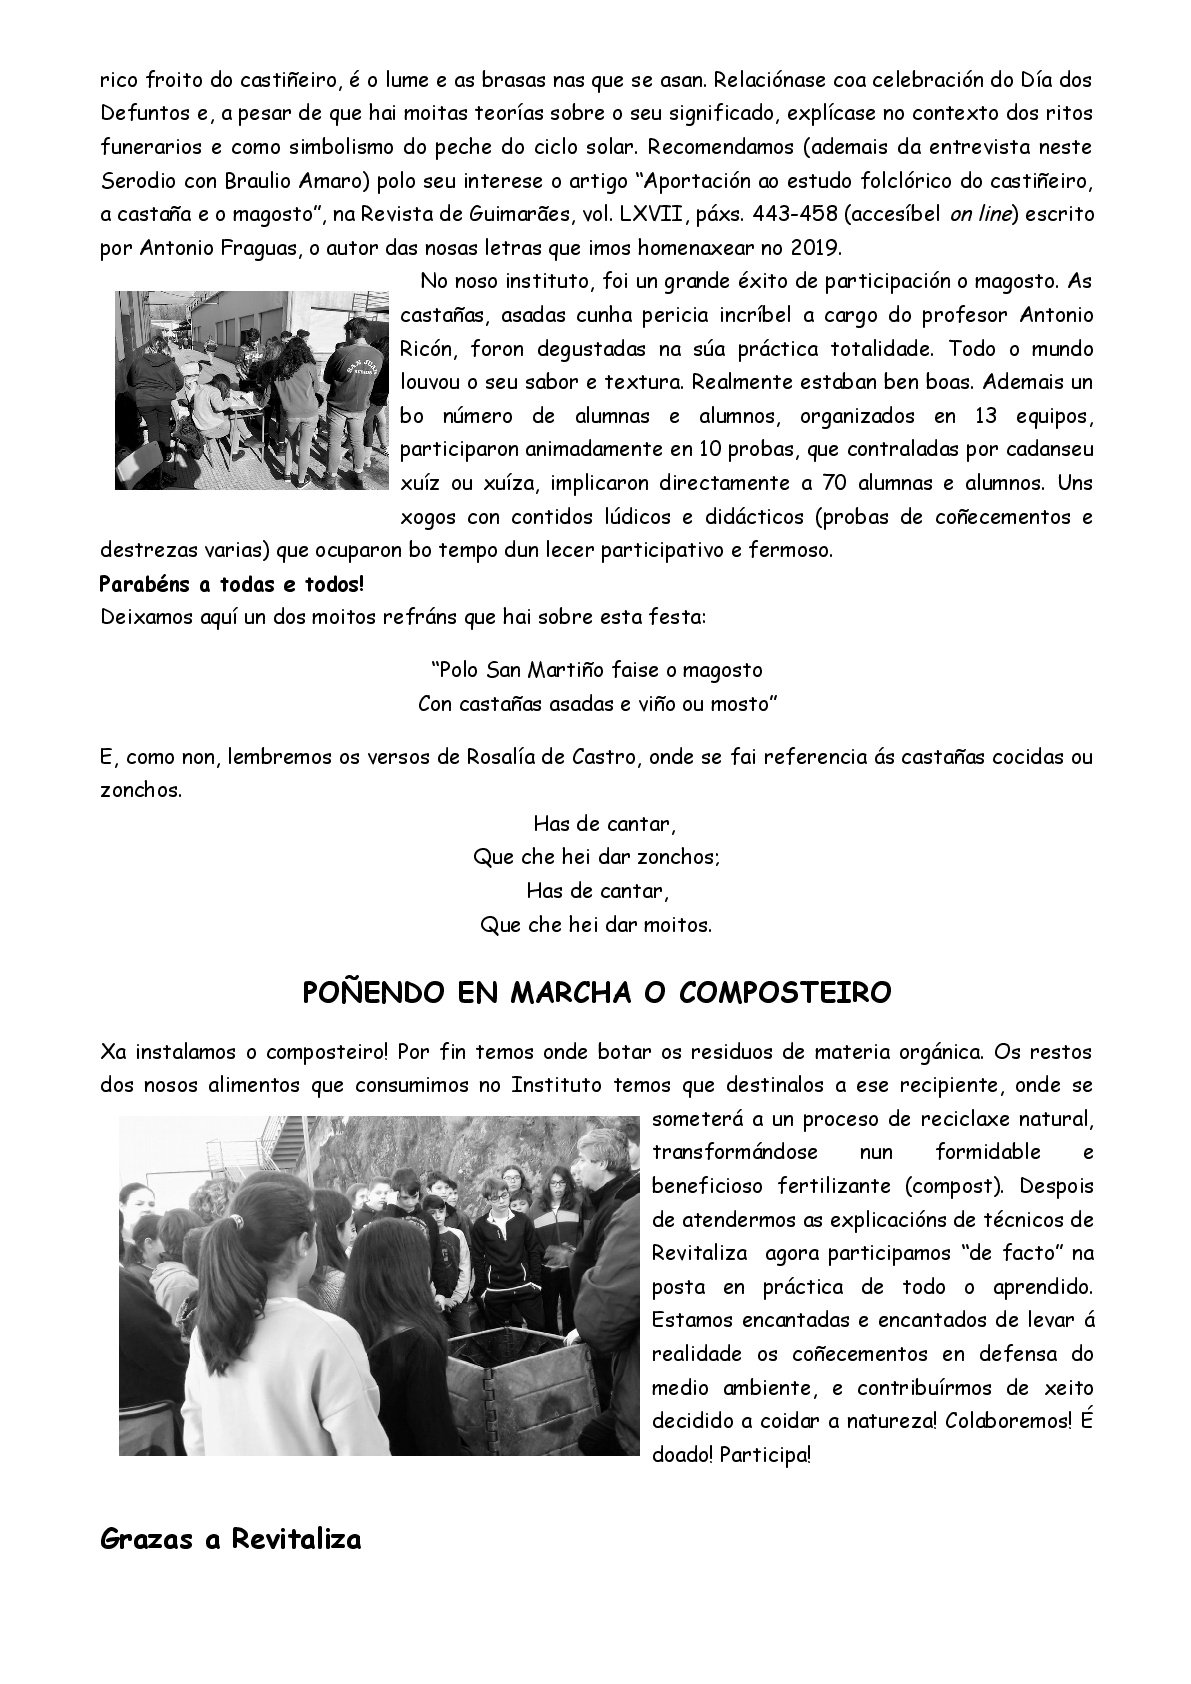 rico froito do castiñeiro, é o lume e as brasas nas que se asan. Relaciónase coa celebración do Día dos
Defuntos e, a pesar de que hai moitas teorías sobre o seu significado, explícase no contexto dos ritos
funerarios e como simbolismo do peche do ciclo solar. Recomendamos (ademais da entrevista neste
Serodio con Braulio Amaro) polo seu interese o artigo “Aportación ao estudo folclórico do castiñeiro,
a castaña e o magosto”, na Revista de Guimarães, vol. LXVII, páxs. 443-458 (accesíbel on line) escrito
por Antonio Fraguas, o autor das nosas letras que imos homenaxear no 2019.
No noso instituto, foi un grande éxito de participación o magosto. As
castañas, asadas cunha pericia incríbel a cargo do profesor Antonio
Ricón, foron degustadas na súa práctica totalidade. Todo o mundo
louvou o seu sabor e textura. Realmente estaban ben boas. Ademais un
bo número de alumnas e alumnos, organizados en 13 equipos,
participaron animadamente en 10 probas, que contraladas por cadanseu
xuíz ou xuíza, implicaron directamente a 70 alumnas e alumnos. Uns
xogos con contidos lúdicos e didácticos (probas de coñecementos e
destrezas varias) que ocuparon bo tempo dun lecer participativo e fermoso.
SAN JUAN
Parabéns a todas e todos!
Deixamos aquí un dos moitos refráns que hai sobre esta festa:
“Polo San Martiño faise o magosto
Con castañas asadas e viño ou mosto”
E, como non, lembremos os versos de Rosalía de Castro, onde se fai referencia ás castañas cocidas ou
zonchos.
Has de cantar,
Que che hei dar zonchos;
Has de cantar,
Que che hei dar moitos.
POÑENDO EN MARCHA O COMPOSTEIRO
Xa instalamos o composteiro! Por fin temos onde botar os residuos de materia orgánica. Os restos
dos nosos alimentos que consumimos no Instituto temos que destinalos a ese recipiente, onde se
someterá a un proceso de reciclaxe natural,
transformándose nun formidable e
beneficioso fertilizante (compost). Despois
de atendermos as explicacións de técnicos de
Revitaliza agora participamos “de facto” na
posta en práctica de todo o aprendido.
Estamos encantadas e encantados de levar á
realidade os coñecementos en defensa do
medio ambiente, e contribuírmos de xeito
decidido a coidar a natureza! Colaboremos! É
doado! Participa!
Grazas a Revitaliza